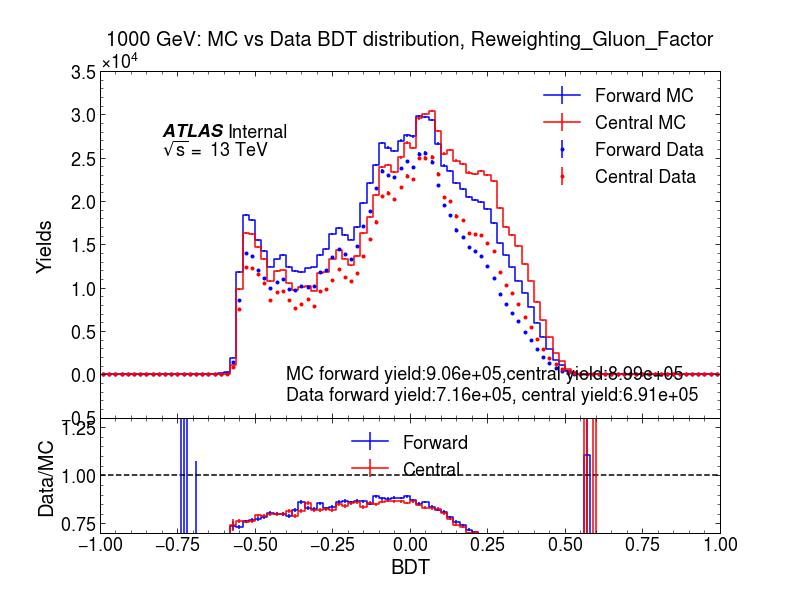 1000 GeV: MC vs Data BDT distribution, Reweighting_Gluon_Factor
×10⁴
3.5
3.0
2.5
2.0
1.5
1.0
0.5
0.0
0.5
Yields
ATLAS Internal
√s = 13 TeV
Forward MC
Central MC
Forward Data
Central Data
MC forward yield:9.06e+05,central yield:8.99e+05
Data forward yield:7.16e+05, central yield:6.91e+05
1.25
1.00
0.75
Data/MC
Forward
Central
−1.00 −0.75 −0.50 −0.25 0.00 0.25 0.50 0.75 1.00
BDT